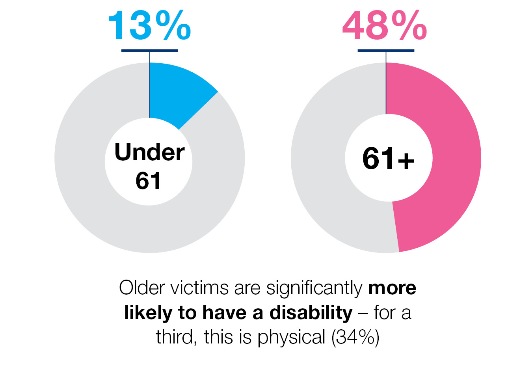 13%
48%
Under
61
61+
Older victims are significantly more
likely to have a disability – for a
third, this is physical (34%)